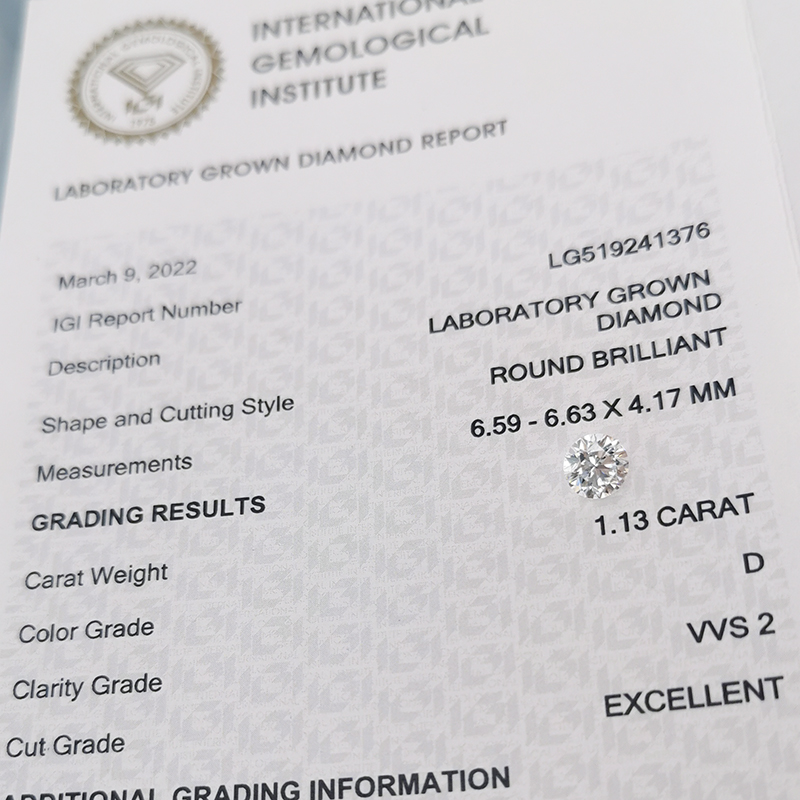 INTERNATIONAL
GEMOLOGICAL
INSTITUTE
LABORATORY GROWN DIAMOND REPORT
March 9, 2022
IGI Report Number LG519241376
Description LABORATORY GROWN
DIAMOND
Shape and Cutting Style ROUND BRILLIANT
Measurements 6.59 - 6.63 X 4.17 MM
GRADING RESULTS
Carat Weight 1.13 CARAT
Color Grade D
Clarity Grade VVS 2
Cut Grade EXCELLENT
ADDITIONAL GRADING INFORMATION